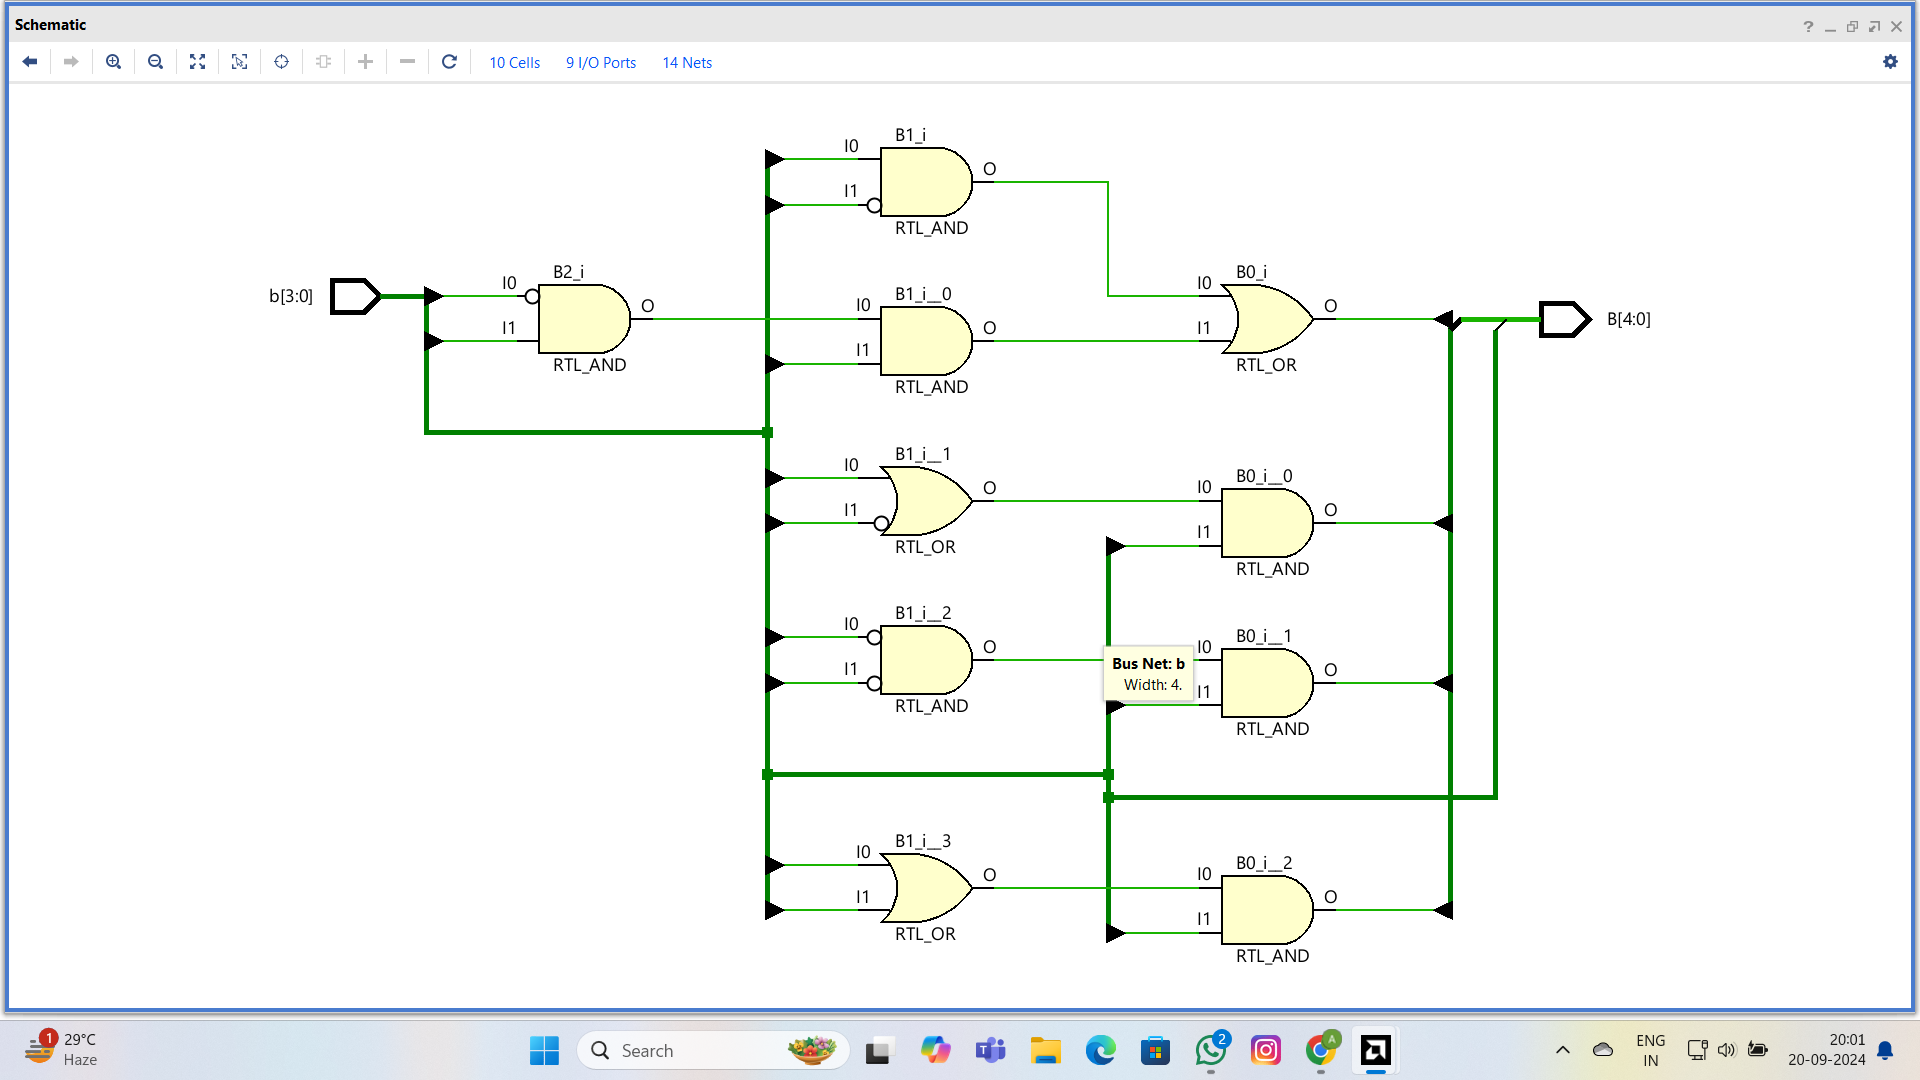 Schematic
10 Cells
9 I/O Ports
14 Nets
B1_i
I0
O
I1
RTL_AND
B2_i
B0_i
b[3:0]
I0
I0
B1_i__0
O
I0
O
B[4:0]
O
I1
I1
O
I1
RTL_AND
RTL_OR
RTL_AND
B1_i__1
I0
B0_i__0
O
I0
I1
O
RTL_OR
I1
RTL_AND
B1_i__2
I0
B0_i__1
O
I0
Bus Net: b
Width: 4.
I1
O
I1
RTL_AND
RTL_AND
B1_i__3
I0
B0_i__2
O
I0
I1
O
I1
RTL_OR
RTL_AND
1
29°C
Haze
Search
2
A
ENG
IN
20:01
20-09-2024